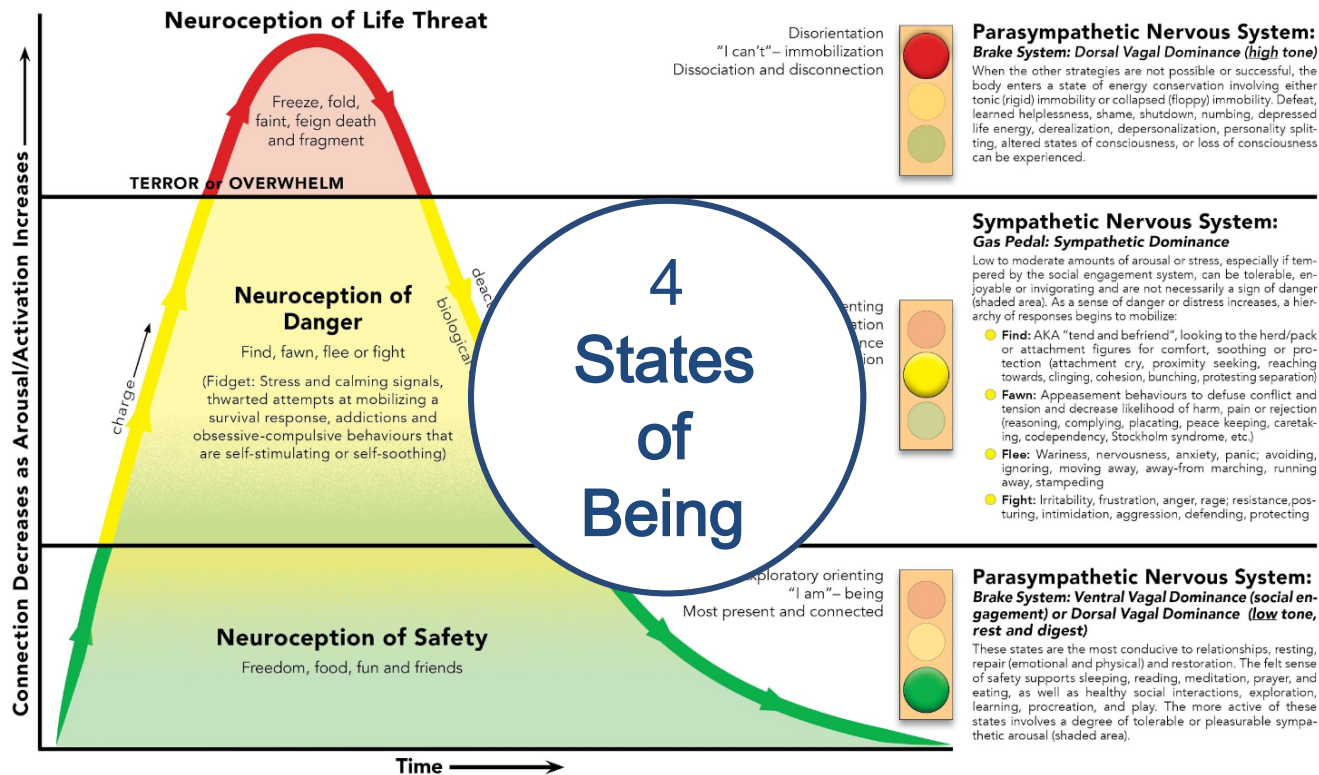 Neuroception of Life Threat
Connection Decreases as Arousal/Activation Increases
Freeze, fold,
faint, feign death
and fragment
TERROR or OVERWHELM
Disorientation
"I can't"– immobilization
Dissociation and disconnection
Parasympathetic Nervous System:
Brake System: Dorsal Vagal Dominance (high tone)
When the other strategies are not possible or successful, the
body enters a state of energy conservation involving either
tonic (rigid) immobility or collapsed (floppy) immobility. Defeat,
learned helplessness, shame, shutdown, numbing, depressed
life energy, derealization, depersonalization, personality split-
ting, altered states of consciousness, or loss of consciousness
can be experienced.
charge
Neuroception of
Danger
Find, fawn, flee or fight
(Fidget: Stress and calming signals,
thwarted attempts at mobilizing a
survival response, addictions and
obsessive-compulsive behaviours that
are self-stimulating or self-soothing)
biological
4
States
of
Being
Sympathetic Nervous System:
Gas Pedal: Sympathetic Dominance
Low to moderate amounts of arousal or stress, especially if tem-
pered by the social engagement system, can be tolerable, en-
joyable or invigorating and are not necessarily a sign of danger
(shaded area). As a sense of danger or distress increases, a hier-
archy of responses begins to mobilize:
Find: AKA "tend and befriend", looking to the herd/pack
or attachment figures for comfort, soothing or pro-
tection (attachment cry, proximity seeking, reaching
towards, clinging, cohesion, bunching, protesting separation)
Fawn: Appeasement behaviours to defuse conflict and
tension and decrease likelihood of harm, pain or rejection
(reasoning, complying, placating, peace keeping, caretak-
ing, codependency, Stockholm syndrome, etc.)
Flee: Wariness, nervousness, anxiety, panic; avoiding,
ignoring, moving away, away-from marching, running
away, stampeding
Fight: Irritability, frustration, anger, rage; resistance,pos-
turing, intimidation, aggression, defending, protecting
Neuroception of Safety
Freedom, food, fun and friends
orienting
"I am"– being
Most present and connected
Parasympathetic Nervous System:
Brake System: Ventral Vagal Dominance (social en-
gagement) or Dorsal Vagal Dominance (low tone,
rest and digest)
These states are the most conducive to relationships, resting,
repair (emotional and physical) and restoration. The felt sense
of safety supports sleeping, reading, meditation, prayer, and
eating, as well as healthy social interactions, exploration,
learning, procreation, and play. The more active of these
states involves a degree of tolerable or pleasurable sympa-
thetic arousal (shaded area).
Time